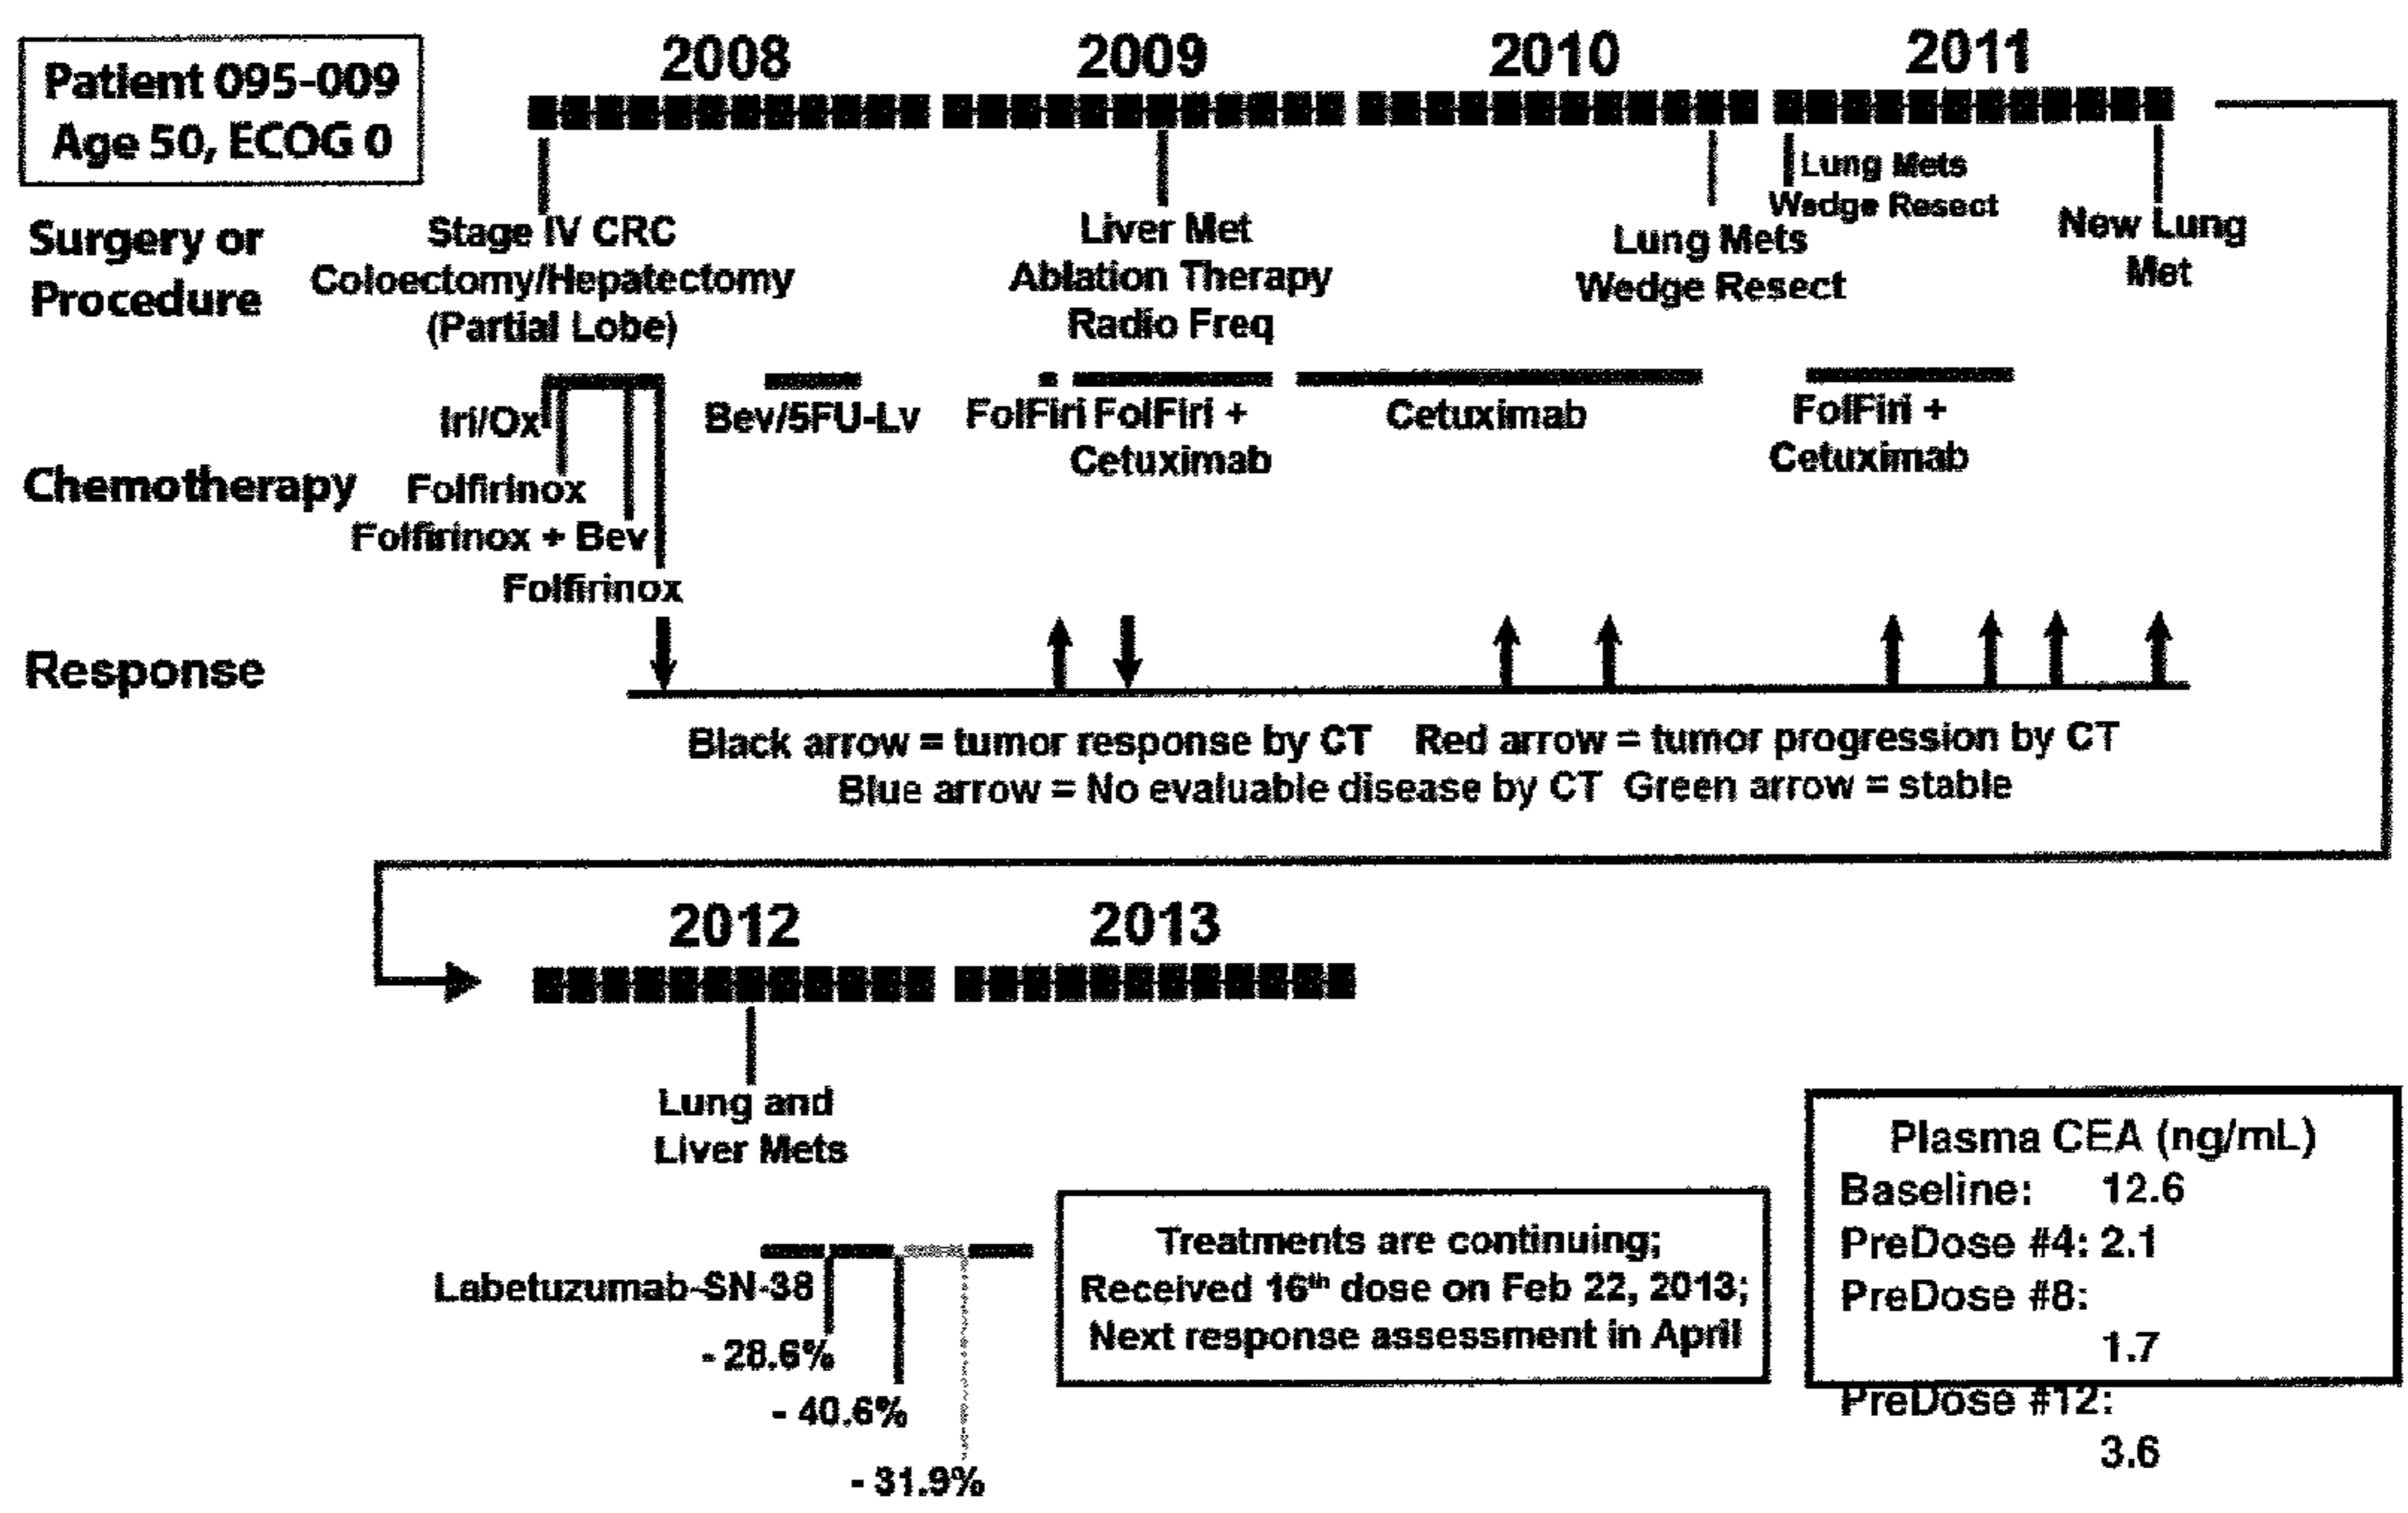 Patient 095-009
Age 50, ECOG 0
2008
2009
2010
2011
Surgery or
Procedure
Stage IV CRC
Coloectomy/Hepatectomy
(Partial Lobe)
Liver Met
Ablation Therapy
Radio Freq
Lung Mets
Wedge Resect
Lung Mets
Wedge Resect
New Lung
Met
Chemotherapy
Iri/Ox
Folfirinox
Folfirinox + Bev
Folfirinox
Bev/5FU-Lv
FolFiri
FolFiri +
Cetuximab
Cetuximab
FolFiri +
Cetuximab
Response
Black arrow = tumor response by CT Red arrow = tumor progression by CT
Blue arrow = No evaluable disease by CT Green arrow = stable
2012
2013
Lung and
Liver Mets
Labetuzumab-SN-38
- 28.6%
- 40.6%
- 31.9%
Treatments are continuing;
Received 16th dose on Feb 22, 2013;
Next response assessment in April
Plasma CEA (ng/mL)
Baseline: 12.6
PreDose #4: 2.1
PreDose #8:
1.7
PreDose #12:
3.6